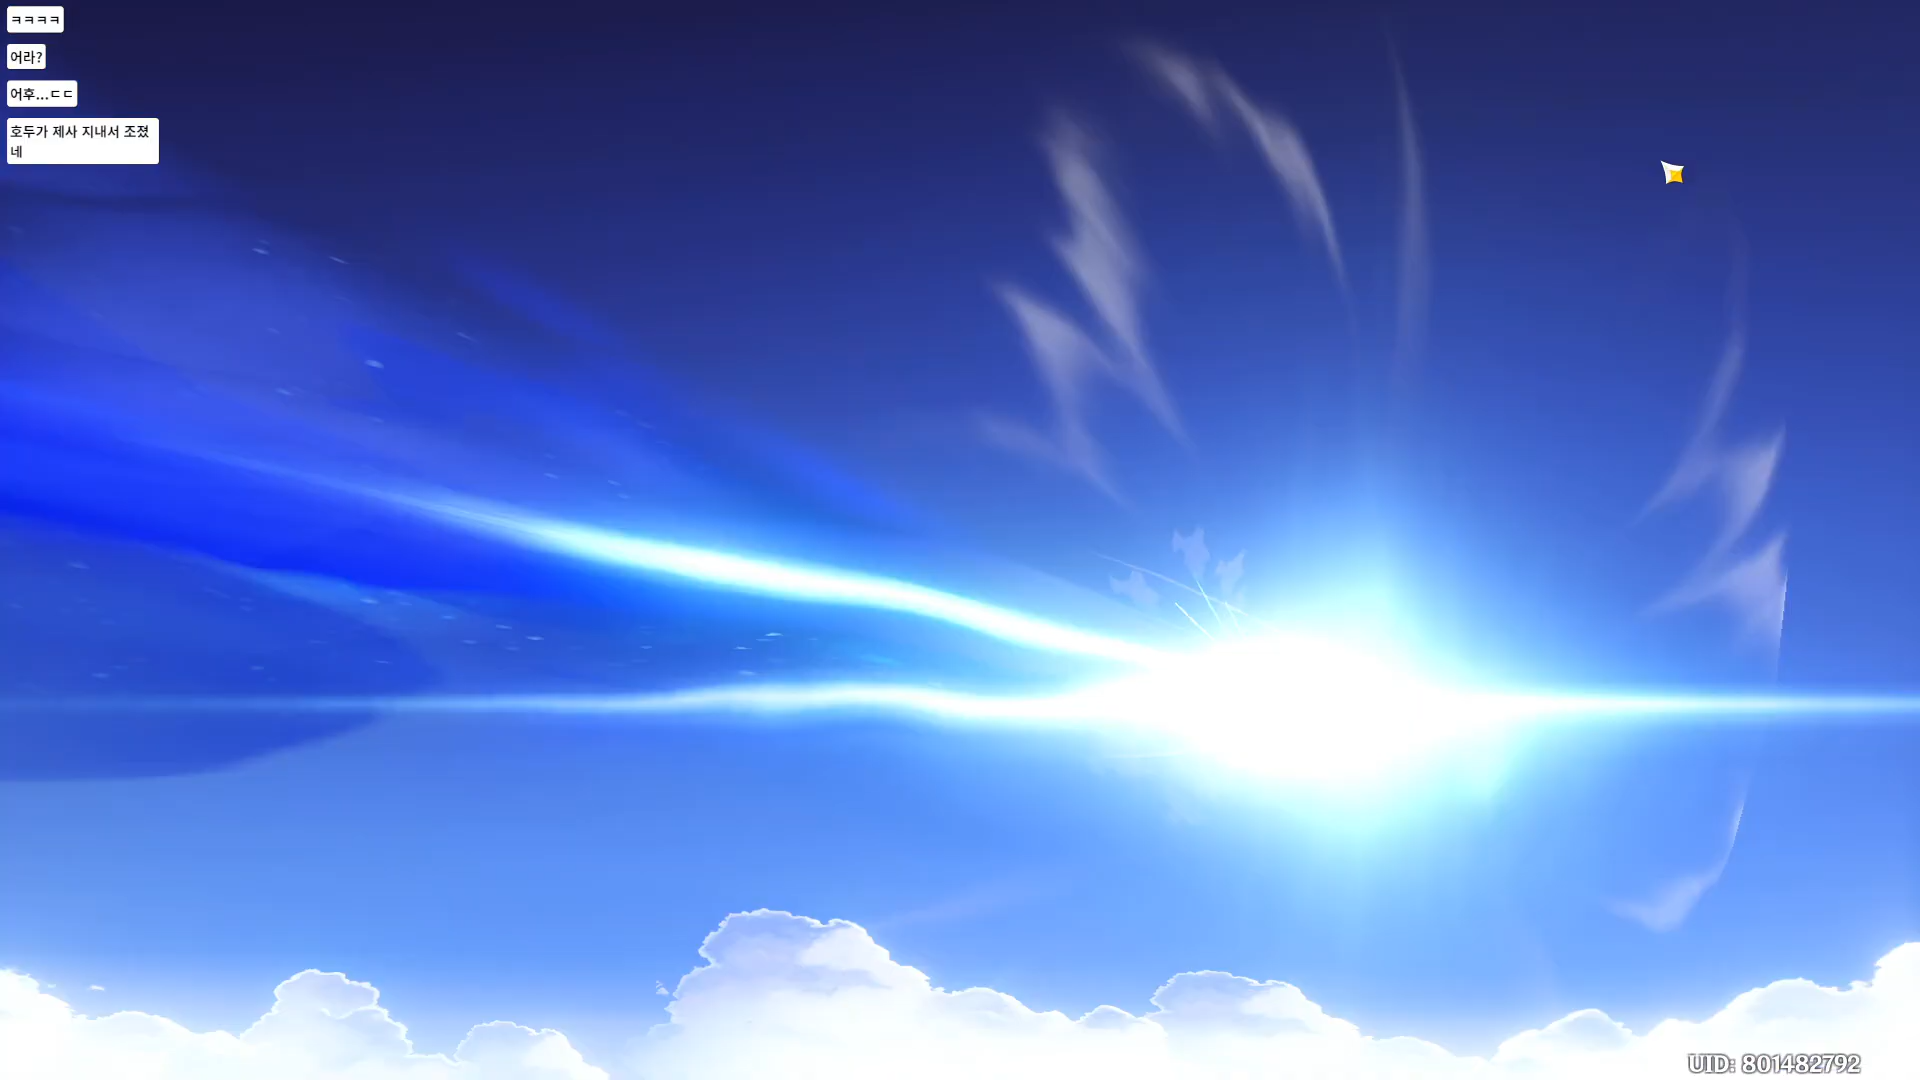 ㅋㅋㅋㅋ
어라?
어후...ㄷㄷ
호두가 제사 지내서 조졌
네
UID: 801482792